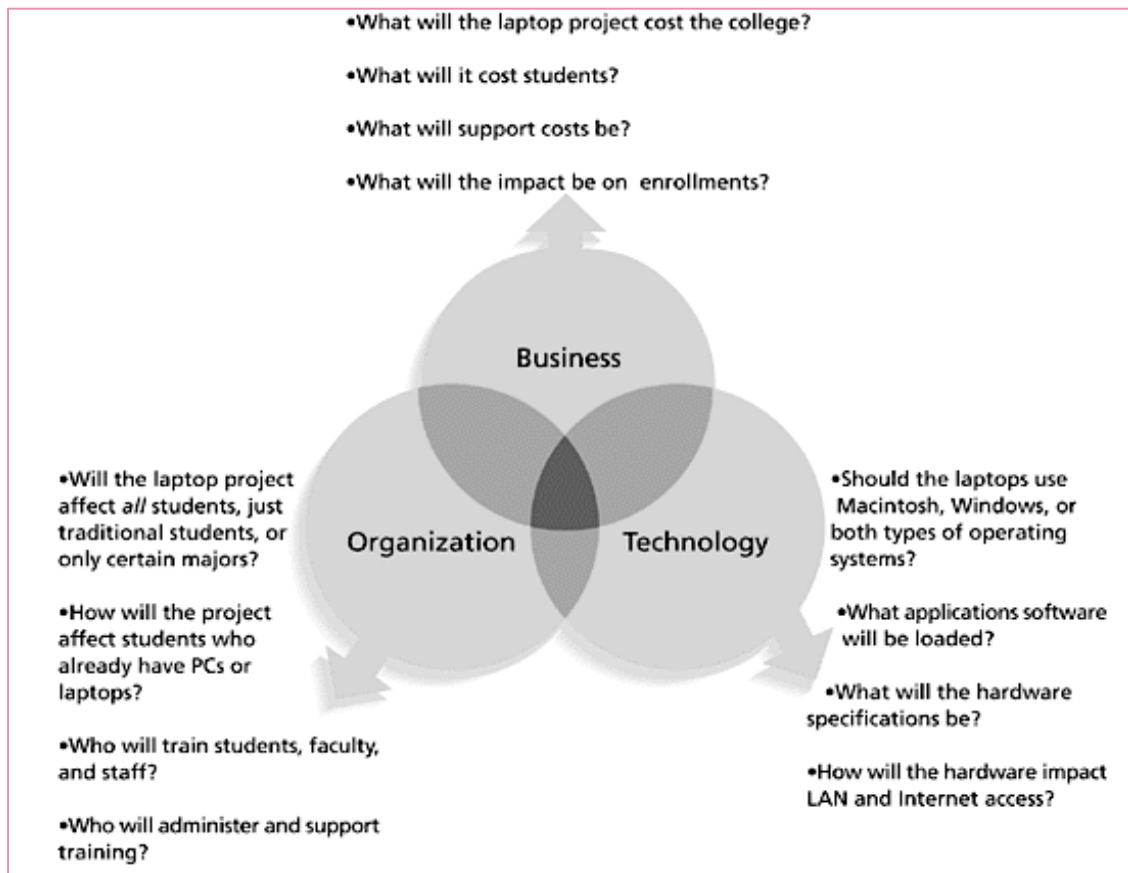 •What will the laptop project cost the college?
•What will it cost students?
•What will support costs be?
•What will the impact be on enrollments?
Business
Organization
Technology
•Will the laptop project
affect all students, just
traditional students, or
only certain majors?
•How will the project
affect students who
already have PCs or
laptops?
•Who will train students, faculty,
and staff?
•Who will administer and support
training?
•Should the laptops use
Macintosh, Windows, or
both types of operating
systems?
•What applications software
will be loaded?
•What will the hardware
specifications be?
•How will the hardware impact
LAN and Internet access?